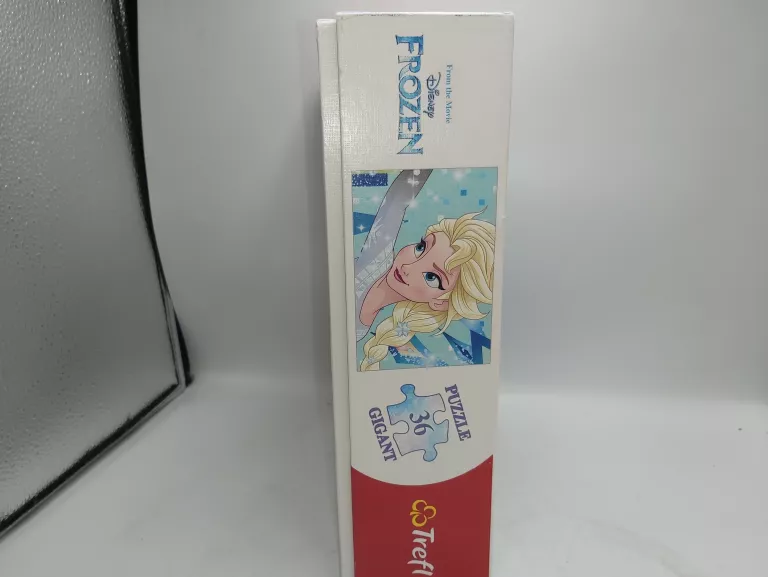 From the Movie
Disney
FROZEN
PUZZLE
36
GIGANT
Trefl